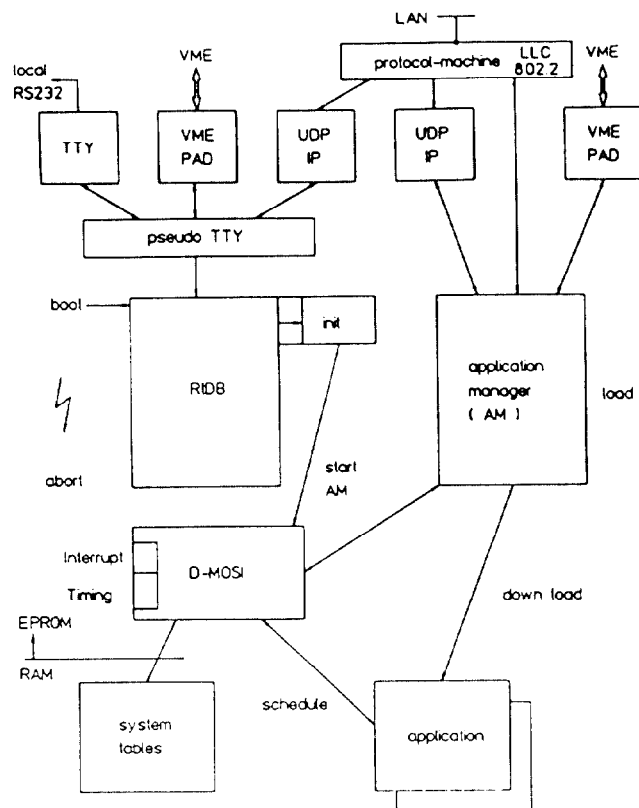 LAN
VME
protocol-machine
LLC
802.2
VME
local
RS232
TTY
VME
PAD
UDP
IP
UDP
IP
VME
PAD
pseudo TTY
boot
init
RtDB
application
manager
( AM )
load
abort
start
AM
Interrupt
D-MOSI
Timing
down load
EPROM
RAM
schedule
system
tables
application